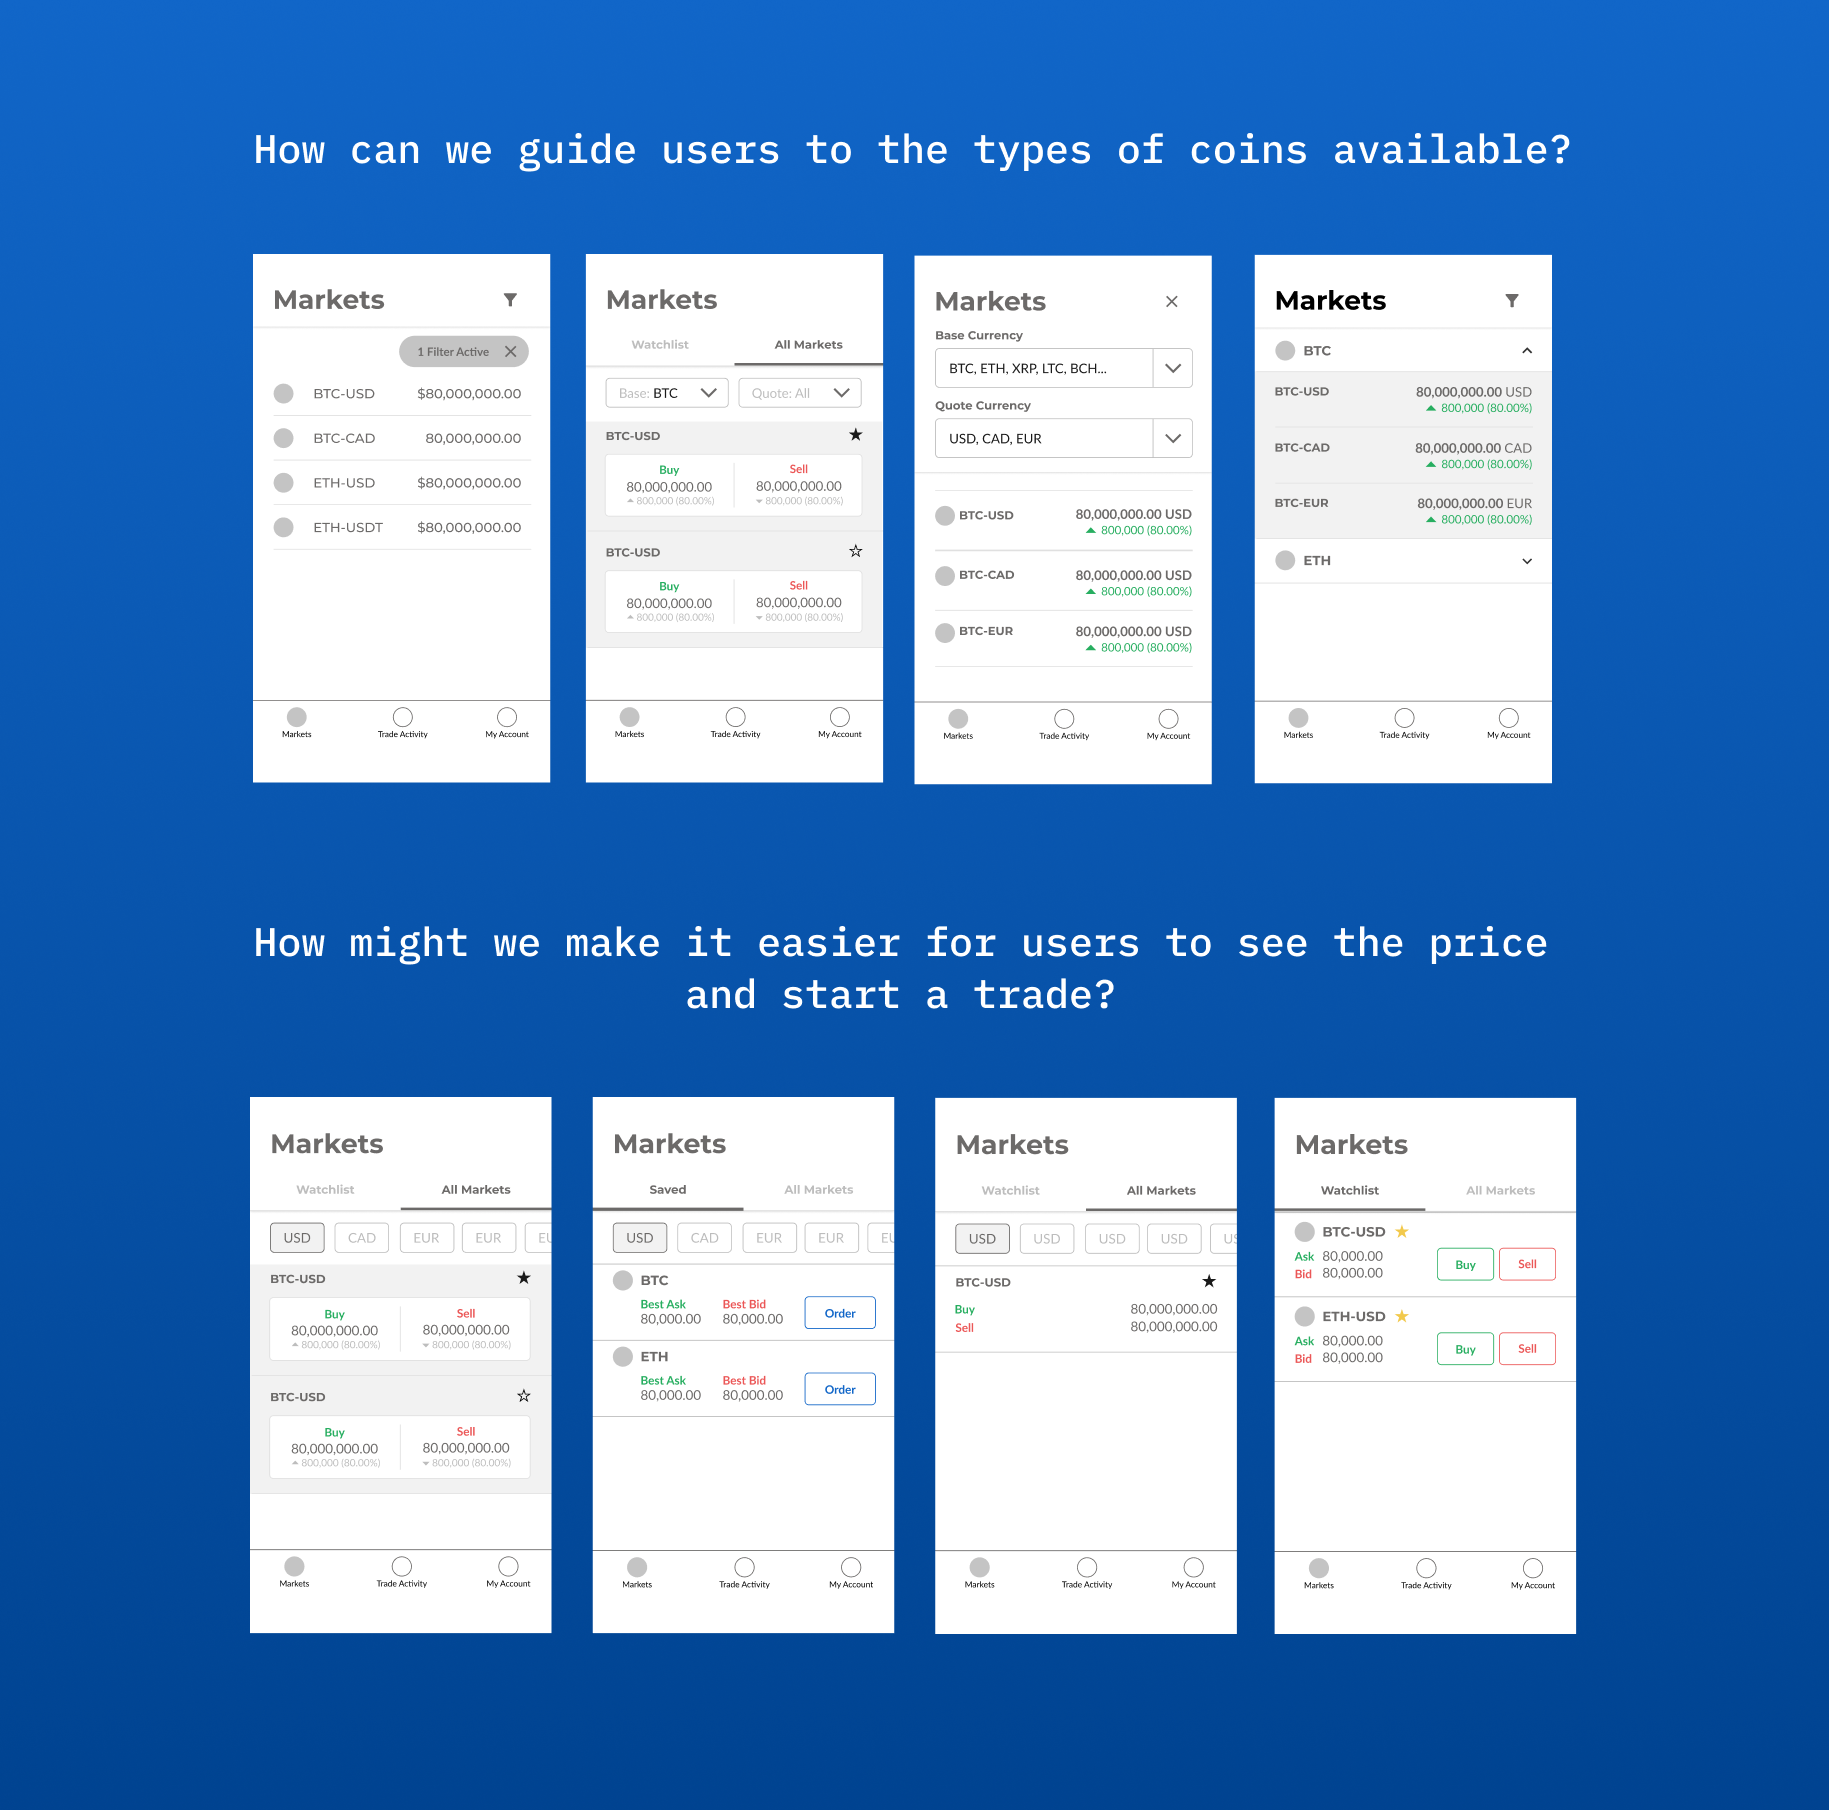 How can we guide users to the types of coins available?
Markets
1 Filter Active
BTC-USD $80,000,000.00
BTC-CAD 80,000,000.00
ETH-USD $80,000,000.00
ETH-USDT $80,000,000.00
Markets Trade Activity My Account
Markets
Watchlist All Markets
Base: BTC Quote: All
BTC-USD
Buy Sell
80,000,000.00 80,000,000.00
800,000 (80.00%) 800,000 (80.00%)
BTC-USD
Buy Sell
80,000,000.00 80,000,000.00
800,000 (80.00%) 800,000 (80.00%)
Markets Trade Activity My Account
Markets
Base Currency
BTC, ETH, XRP, LTC, BCH...
Quote Currency
USD, CAD, EUR
BTC-USD 80,000,000.00 USD
800,000 (80.00%)
BTC-CAD 80,000,000.00 USD
800,000 (80.00%)
BTC-EUR 80,000,000.00 USD
800,000 (80.00%)
Markets Trade Activity My Account
Markets
BTC
BTC-USD 80,000,000.00 USD
800,000 (80.00%)
BTC-CAD 80,000,000.00 CAD
800,000 (80.00%)
BTC-EUR 80,000,000.00 EUR
800,000 (80.00%)
ETH
Markets Trade Activity My Account
How might we make it easier for users to see the price
and start a trade?
Markets
Watchlist All Markets
USD CAD EUR EUR EU
BTC-USD
Buy Sell
80,000,000.00 80,000,000.00
800,000 (80.00%) 800,000 (80.00%)
BTC-USD
Buy Sell
80,000,000.00 80,000,000.00
800,000 (80.00%) 800,000 (80.00%)
Markets Trade Activity My Account
Markets
Saved All Markets
USD CAD EUR EUR EU
BTC
Best Ask Best Bid
80,000.00 80,000.00 Order
ETH
Best Ask Best Bid
80,000.00 80,000.00 Order
Markets Trade Activity My Account
Markets
Watchlist All Markets
USD USD USD USD US
BTC-USD
Buy 80,000,000.00
Sell 80,000,000.00
Markets Trade Activity My Account
Markets
Watchlist All Markets
BTC-USD
Ask 80,000.00
Bid 80,000.00
Buy Sell
ETH-USD
Ask 80,000.00
Bid 80,000.00
Buy Sell
Markets Trade Activity My Account